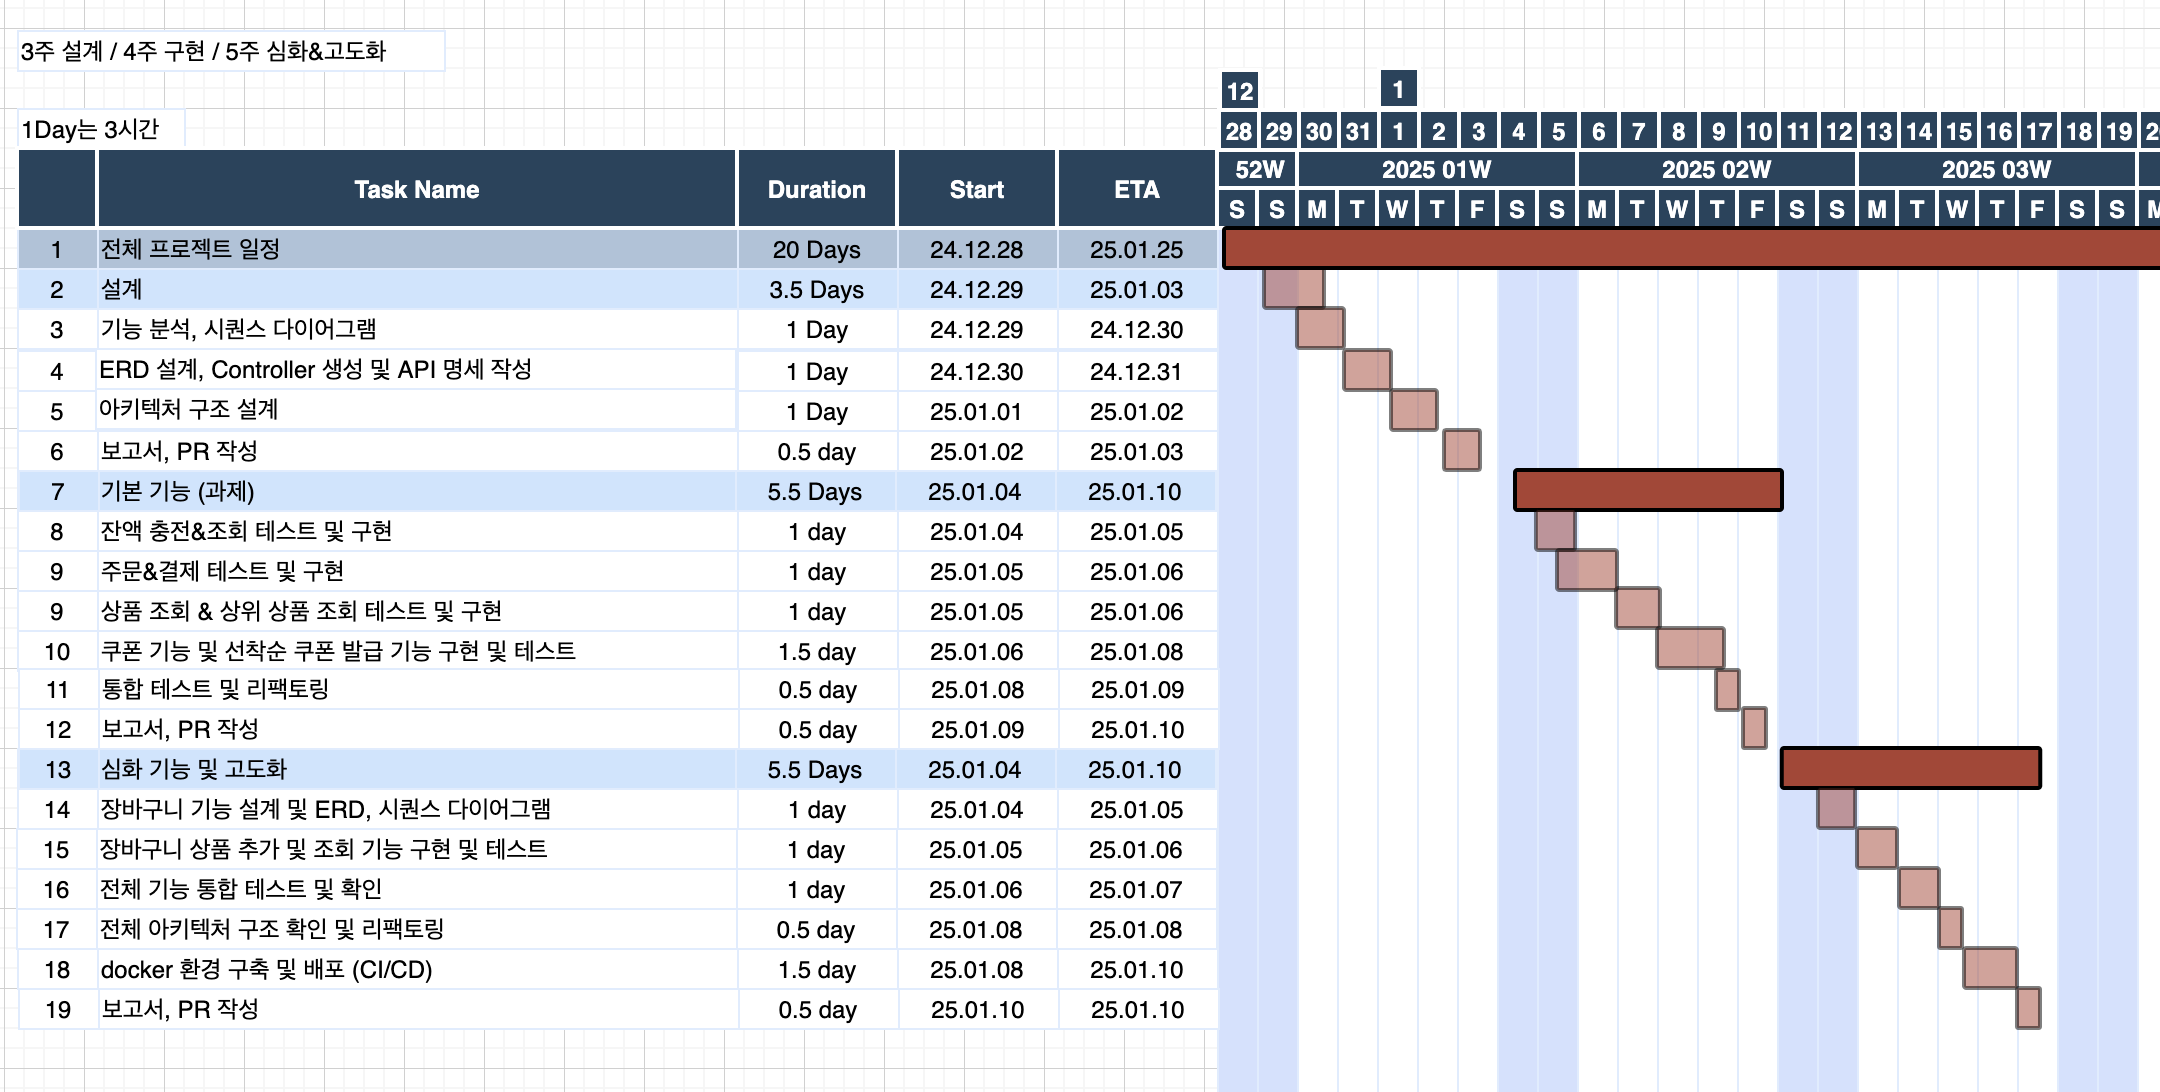 3주 설계 / 4주 구현 / 5주 심화&고도화
12 1
1Day는 3시간
28 29 30 31 1 2 3 4 5 6 7 8 9 10 11 12 13 14 15 16 17 18 19
52W 2025 01W 2025 02W 2025 03W
Task Name Duration Start ETA
S S M T W T F S S M T W T F S S M T W T F S S M
1 전체 프로젝트 일정 20 Days 24.12.28 25.01.25
2 설계 3.5 Days 24.12.29 25.01.03
3 기능 분석, 시퀀스 다이어그램 1 Day 24.12.29 24.12.30
4 ERD 설계, Controller 생성 및 API 명세 작성 1 Day 24.12.30 24.12.31
5 아키텍처 구조 설계 1 Day 25.01.01 25.01.02
6 보고서, PR 작성 0.5 day 25.01.02 25.01.03
7 기본 기능 (과제) 5.5 Days 25.01.04 25.01.10
8 잔액 충전&조회 테스트 및 구현 1 day 25.01.04 25.01.05
9 주문&결제 테스트 및 구현 1 day 25.01.05 25.01.06
9 상품 조회 & 상위 상품 조회 테스트 및 구현 1 day 25.01.05 25.01.06
10 쿠폰 기능 및 선착순 쿠폰 발급 기능 구현 및 테스트 1.5 day 25.01.06 25.01.08
11 통합 테스트 및 리팩토링 0.5 day 25.01.08 25.01.09
12 보고서, PR 작성 0.5 day 25.01.09 25.01.10
13 심화 기능 및 고도화 5.5 Days 25.01.04 25.01.10
14 장바구니 기능 설계 및 ERD, 시퀀스 다이어그램 1 day 25.01.04 25.01.05
15 장바구니 상품 추가 및 조회 기능 구현 및 테스트 1 day 25.01.05 25.01.06
16 전체 기능 통합 테스트 및 확인 1 day 25.01.06 25.01.07
17 전체 아키텍처 구조 확인 및 리팩토링 0.5 day 25.01.08 25.01.08
18 docker 환경 구축 및 배포 (CI/CD) 1.5 day 25.01.08 25.01.10
19 보고서, PR 작성 0.5 day 25.01.10 25.01.10